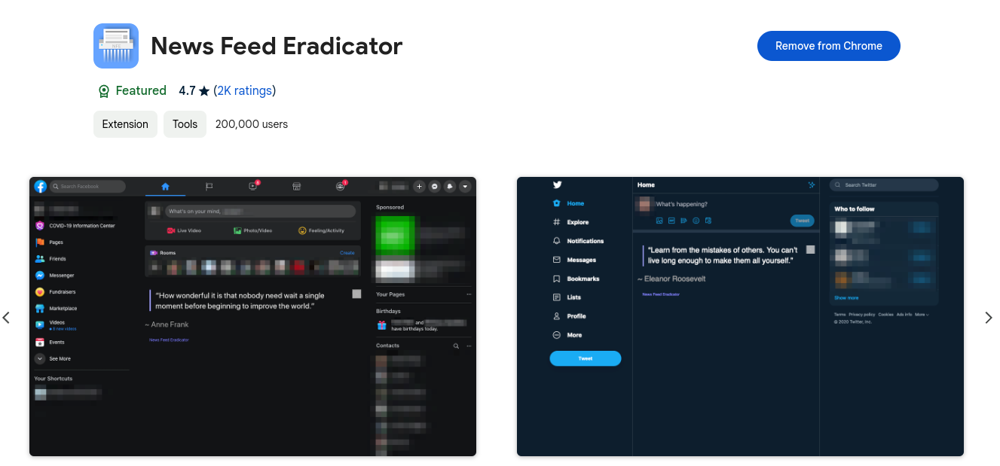 NFE
News Feed Eradicator
Remove from Chrome
Featured 4.7 ★ (2K ratings)
Extension Tools 200,000 users
Search Facebook
COVID-19 Information Center
Pages
Friends
Messenger
Fundraisers
Marketplace
Videos
8 new videos
Events
See More
Your Shortcuts
What's on your mind,
Live Video Photo/Video Feeling/Activity
Rooms Create
“How wonderful it is that nobody need wait a single
moment before beginning to improve the world.”
~ Anne Frank
News Feed Eradicator
Sponsored
Your Pages
Birthdays
and
have birthdays today.
Contacts
Home
Explore
Notifications
Messages
Bookmarks
Lists
Profile
More
Tweet
Home
What's happening?
Tweet
“Learn from the mistakes of others. You can’t
live long enough to make them all yourself.”
~ Eleanor Roosevelt
News Feed Eradicator
Search Twitter
Who to follow
Show more
Terms Privacy policy Cookies Ads info More
© 2020 Twitter, Inc.